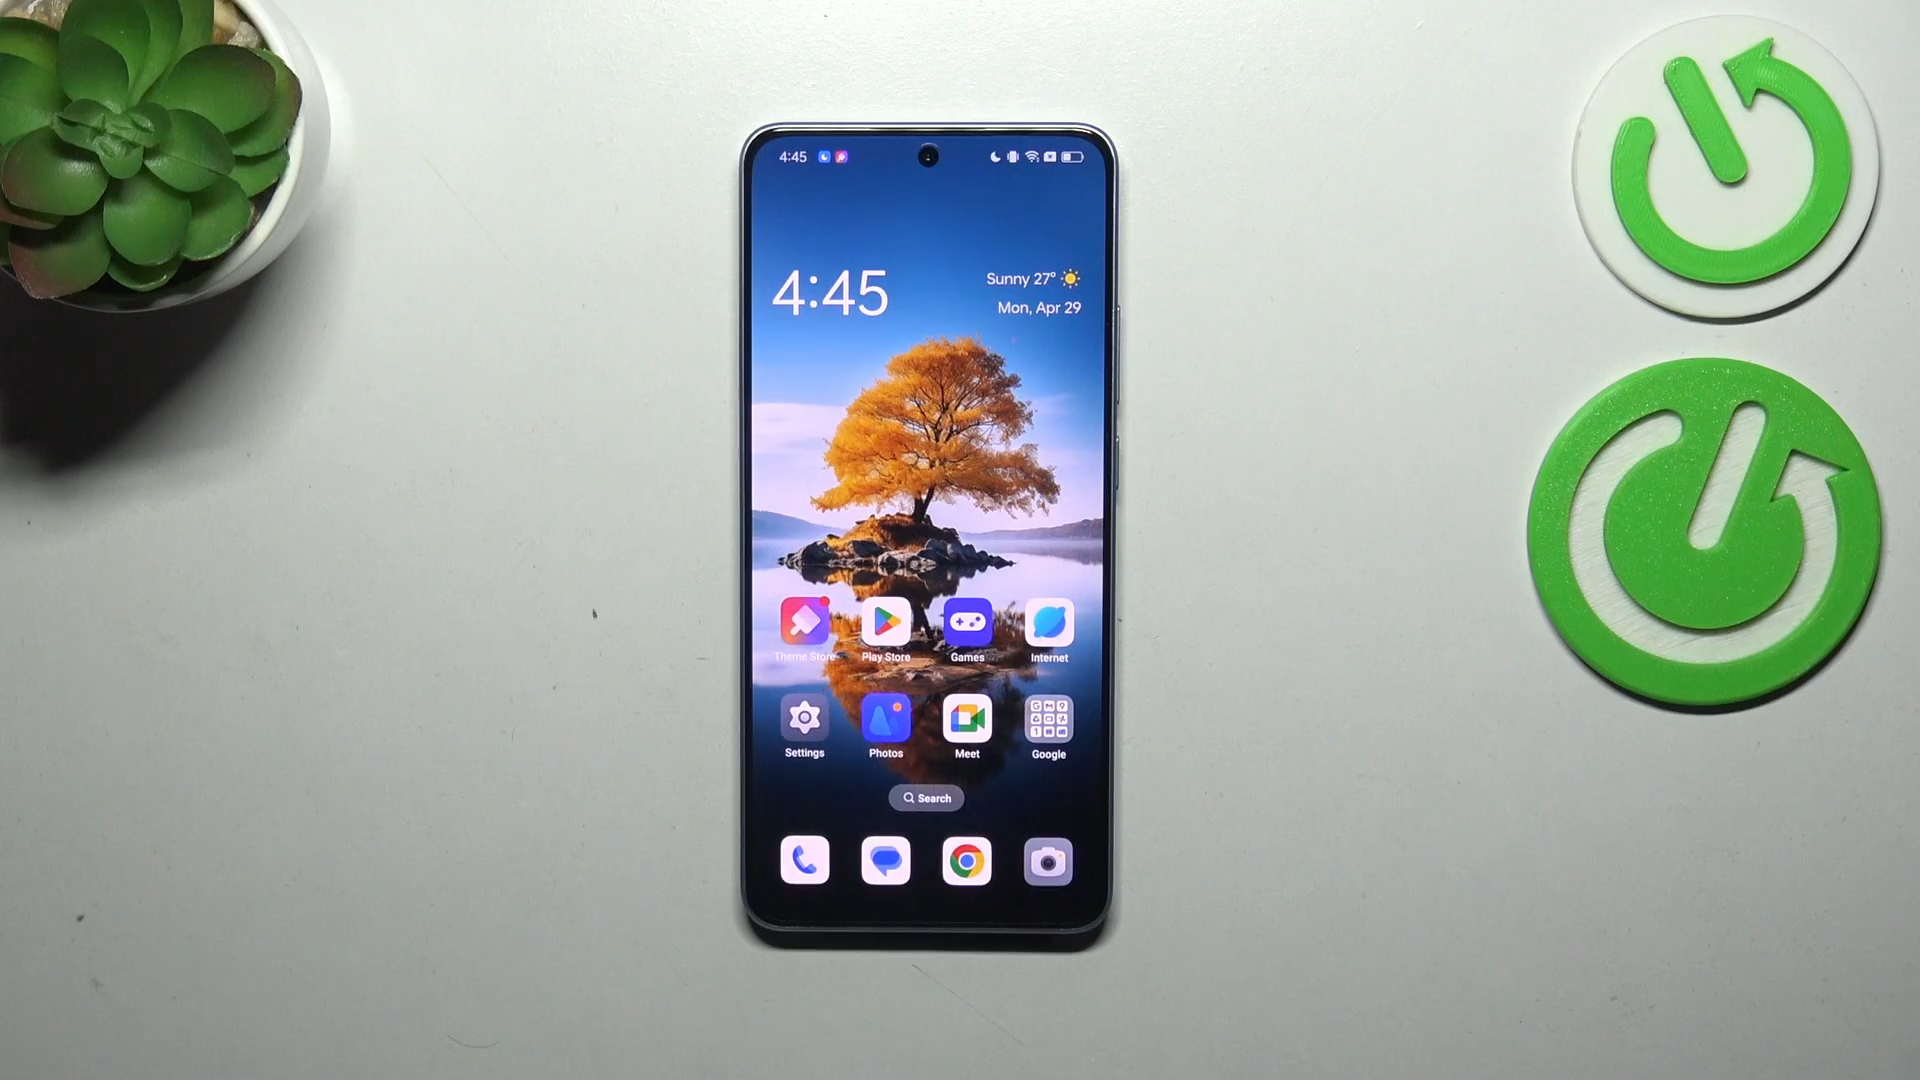 4:45
4:45
Sunny 27°
Mon, Apr 29
Theme Store
Play Store
Games
Internet
Settings
Photos
Meet
Google
Search